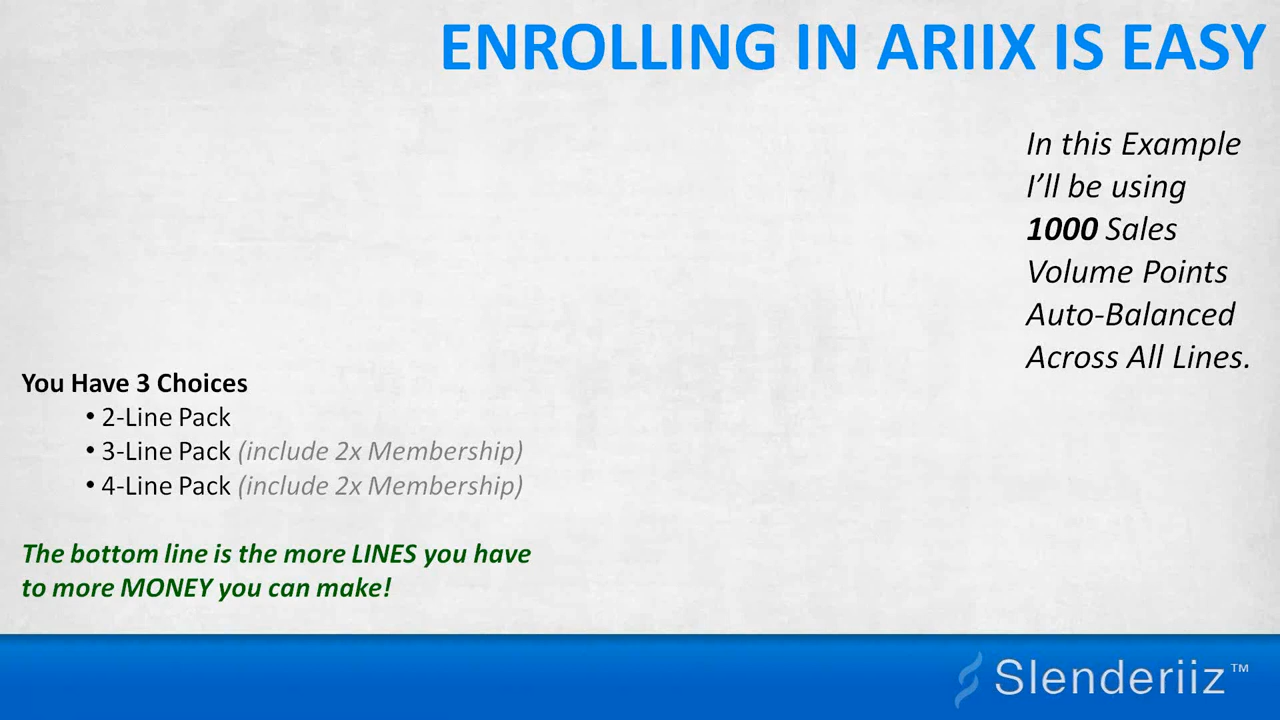 ENROLLING IN ARIIX IS EASY
In this Example
I’ll be using
1000 Sales
Volume Points
Auto-Balanced
Across All Lines.
You Have 3 Choices
• 2-Line Pack
• 3-Line Pack (include 2x Membership)
• 4-Line Pack (include 2x Membership)
The bottom line is the more LINES you have
to more MONEY you can make!
Slenderiiz™